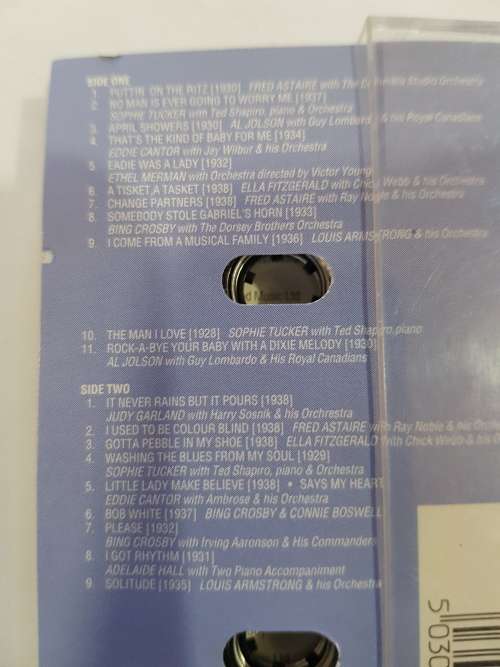 SIDE ONE
1. PUTTIN' ON THE RITZ [1930] FRED ASTAIRE with The Studio Orchestra
2. NO MAN IS EVER GOING TO WORRY ME [1937]
SOPHIE TUCKER with Ted Shapiro, piano & Orchestra
3. APRIL SHOWERS [1930] AL JOLSON with Guy Lombardo & his Royal Canadians
4. THAT'S THE KIND OF BABY FOR ME [1934]
EDDIE CANTOR with Jay Wilbur & his Orchestra
5. EADIE WAS A LADY [1932]
ETHEL MERMAN with Orchestra directed by Victor Young
6. A TISKET, A TASKET [1938] ELLA FITZGERALD with Chick Webb & his Orchestra
7. CHANGE PARTNERS [1938] FRED ASTAIRE with Ray Noble & his Orchestra
8. SOMEBODY STOLE GABRIEL'S HORN [1933]
BING CROSBY with The Dorsey Brothers Orchestra
9. I COME FROM A MUSICAL FAMILY [1936] LOUIS ARMSTRONG & his Orchestra
d Music Ltd
10. THE MAN I LOVE [1928] SOPHIE TUCKER with Ted Shapiro, piano
11. ROCK-A-BYE YOUR BABY WITH A DIXIE MELODY [1930]
AL JOLSON with Guy Lombardo & His Royal Canadians
SIDE TWO
1. IT NEVER RAINS BUT IT POURS [1938]
JUDY GARLAND with Harry Sosnik & his Orchrestra
2. I USED TO BE COLOUR BLIND [1938] FRED ASTAIRE with Ray Noble & his
3. GOTTA PEBBLE IN MY SHOE [1938] ELLA FITZGERALD with Chick Webb & his
4. WASHING THE BLUES FROM MY SOUL [1929]
SOPHIE TUCKER with Ted Shapiro, piano & Orchestra
5. LITTLE LADY MAKE BELIEVE [1938] • SAYS MY HEART
EDDIE CANTOR with Ambrose & his Orchestra
6. BOB WHITE [1937] BING CROSBY & CONNIE BOSWELL
7. PLEASE [1932]
BING CROSBY with Irving Aaronson & His Commanders
8. I GOT RHYTHM [1931]
ADELAIDE HALL with Two Piano Accompaniment
9. SOLITUDE [1935] LOUIS ARMSTRONG & his Orchestra
5 030